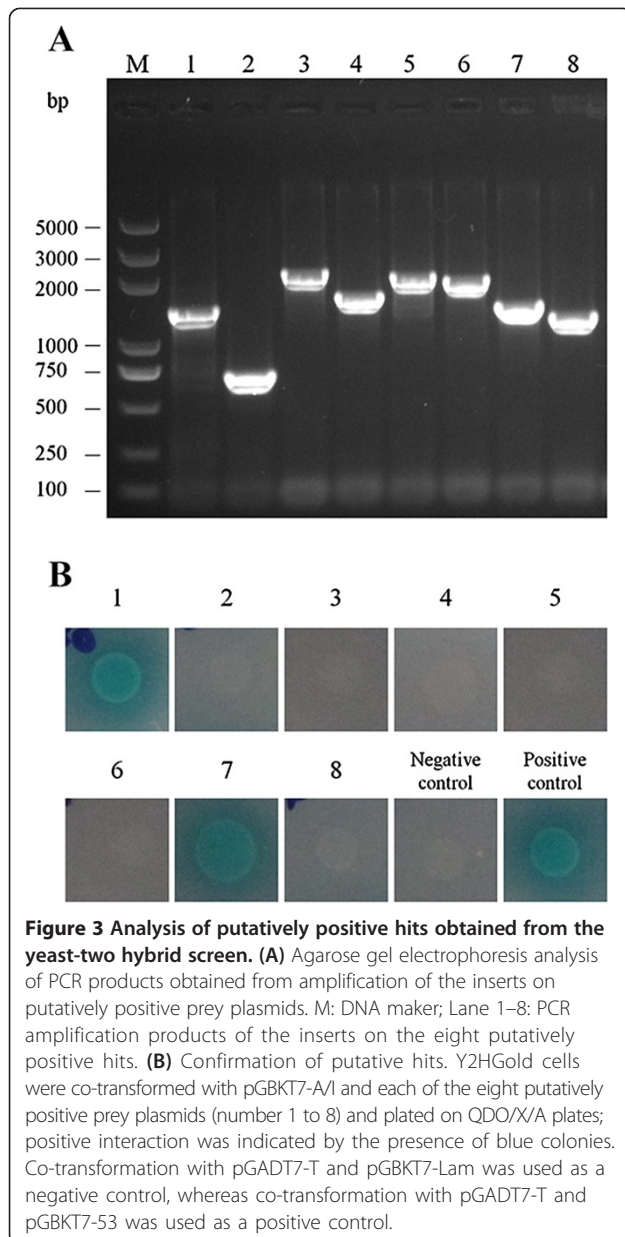 A
M 1 2 3 4 5 6 7 8
bp
5000
3000
2000
1000
750
500
250
100
B
1 2 3 4 5
6 7 8 Negative control Positive control
Figure 3 Analysis of putatively positive hits obtained from the
yeast-two hybrid screen. (A) Agarose gel electrophoresis analysis
of PCR products obtained from amplification of the inserts on
putatively positive prey plasmids. M: DNA maker; Lane 1–8: PCR
amplification products of the inserts on the eight putatively
positive hits. (B) Confirmation of putative hits. Y2HGold cells
were co-transformed with pGBKT7-A/I and each of the eight putatively
positive prey plasmids (number 1 to 8) and plated on QDO/X/A plates;
positive interaction was indicated by the presence of blue colonies.
Co-transformation with pGADT7-T and pGBKT7-Lam was used as a
negative control, whereas co-transformation with pGADT7-T and
pGBKT7-53 was used as a positive control.